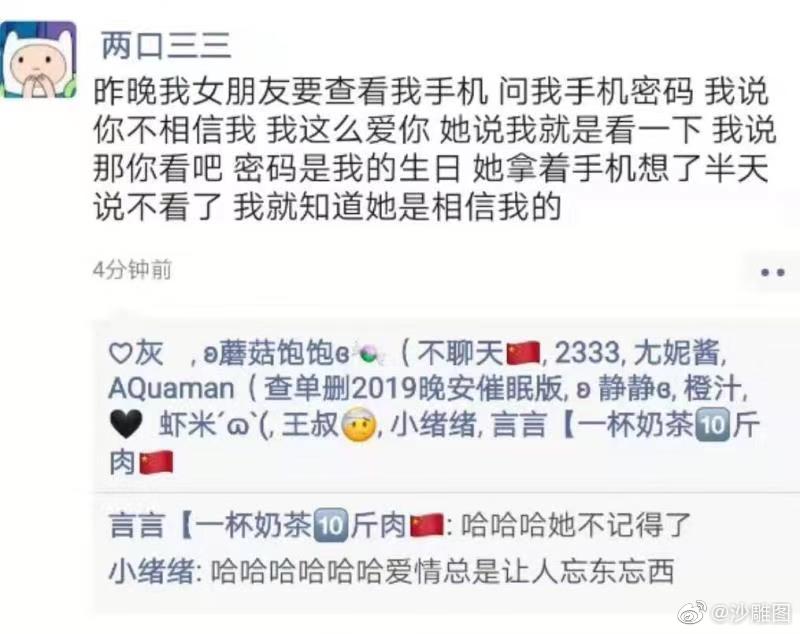 两口三三
昨晚我女朋友要查看我手机 问我手机密码 我说
你不相信我 我这么爱你 她说我就是看一下 我说
那你看吧 密码是我的生日 她拿着手机想了半天
说不看了 我就知道她是相信我的
4分钟前
♡灰 , ʚ蘑菇饱饱ɞ🍬 ( 不聊天🇨🇳, 2333, 尢妮酱,
AQuaman ( 查单删2019晚安催眠版, ʚ 静静ɞ, 橙汁,
🖤 虾米´ɷ`(, 王叔🤕, 小绪绪, 言言【一杯奶茶🔟斤
肉🇨🇳
言言【一杯奶茶🔟斤肉🇨🇳: 哈哈哈她不记得了
小绪绪: 哈哈哈哈哈哈爱情总是让人忘东忘西
@沙雕图